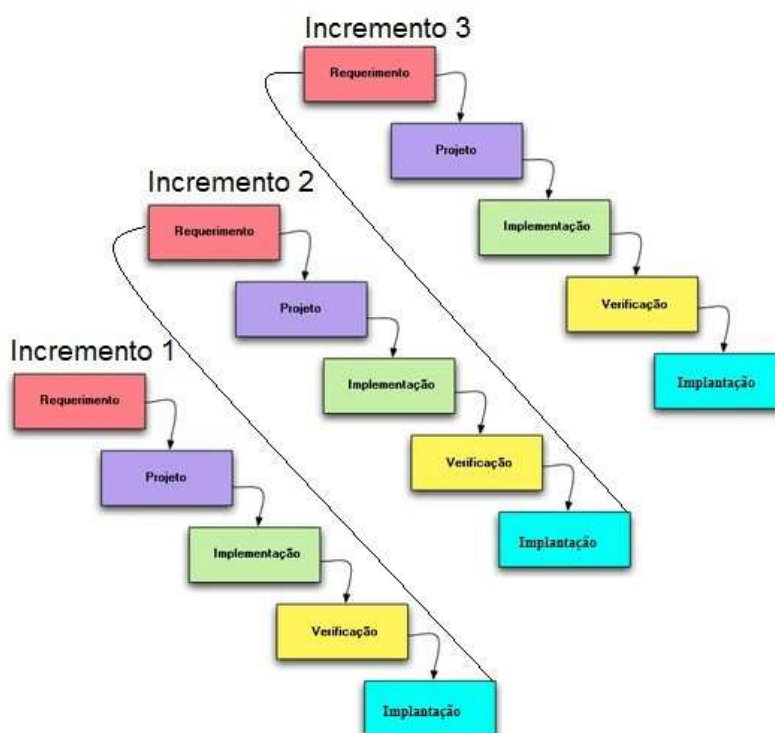 Incremento 3
Requerimento
Projeto
Implementação
Verificação
Implantação
Incremento 2
Requerimento
Projeto
Implementação
Verificação
Implantação
Incremento 1
Requerimento
Projeto
Implementação
Verificação
Implantação